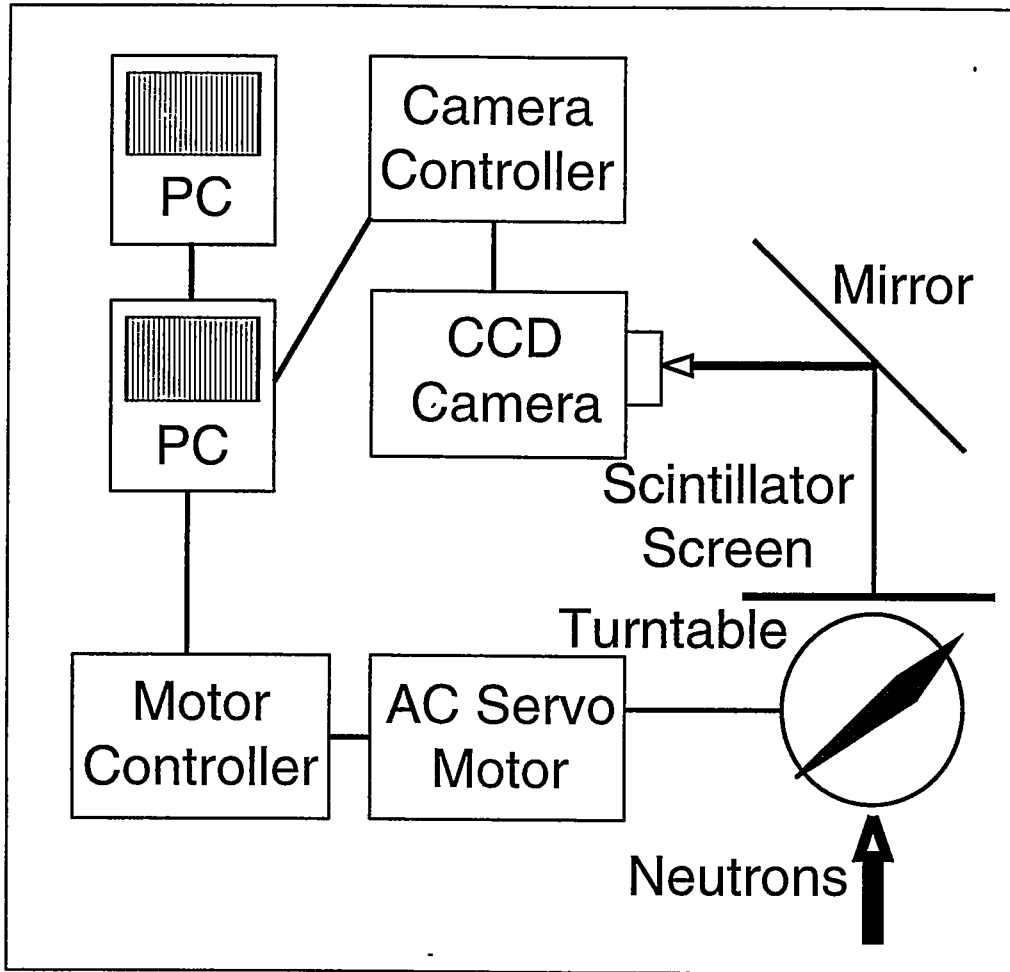 PC
PC
Camera
Controller
CCD
Camera
Mirror
Scintillator
Screen
Turntable
Motor
Controller
AC Servo
Motor
Neutrons